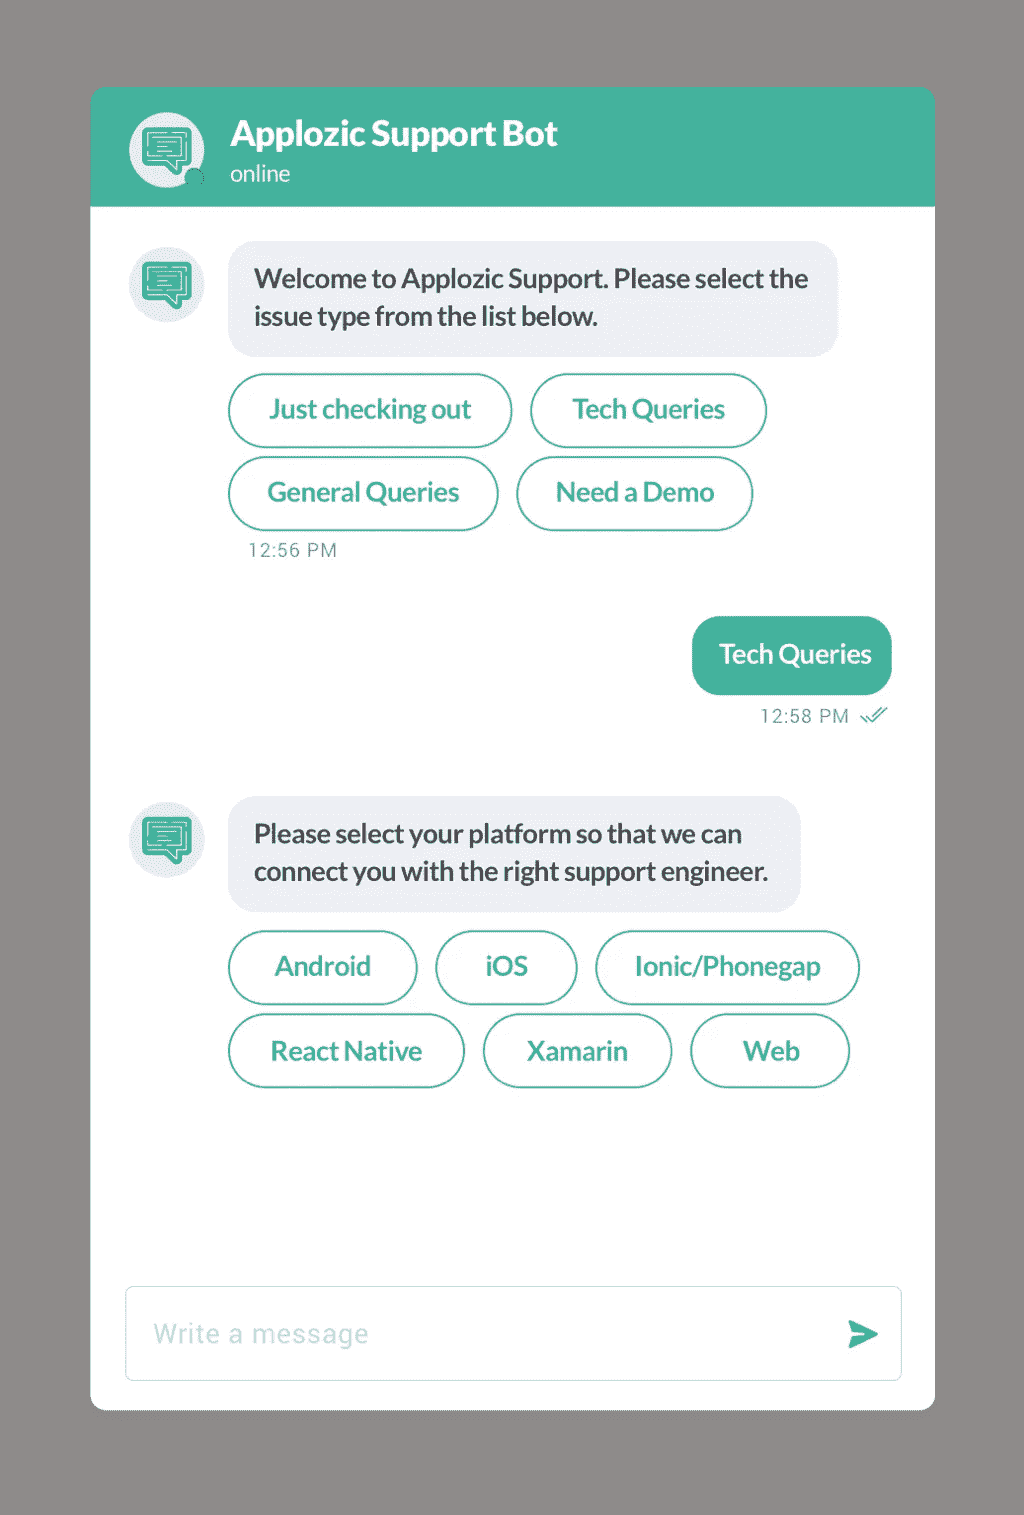 Applozic Support Bot
online
Welcome to Applozic Support. Please select the
issue type from the list below.
Just checking out
Tech Queries
General Queries
Need a Demo
12:56 PM
Tech Queries
12:58 PM
Please select your platform so that we can
connect you with the right support engineer.
Android
iOS
Ionic/Phonegap
React Native
Xamarin
Web
Write a message